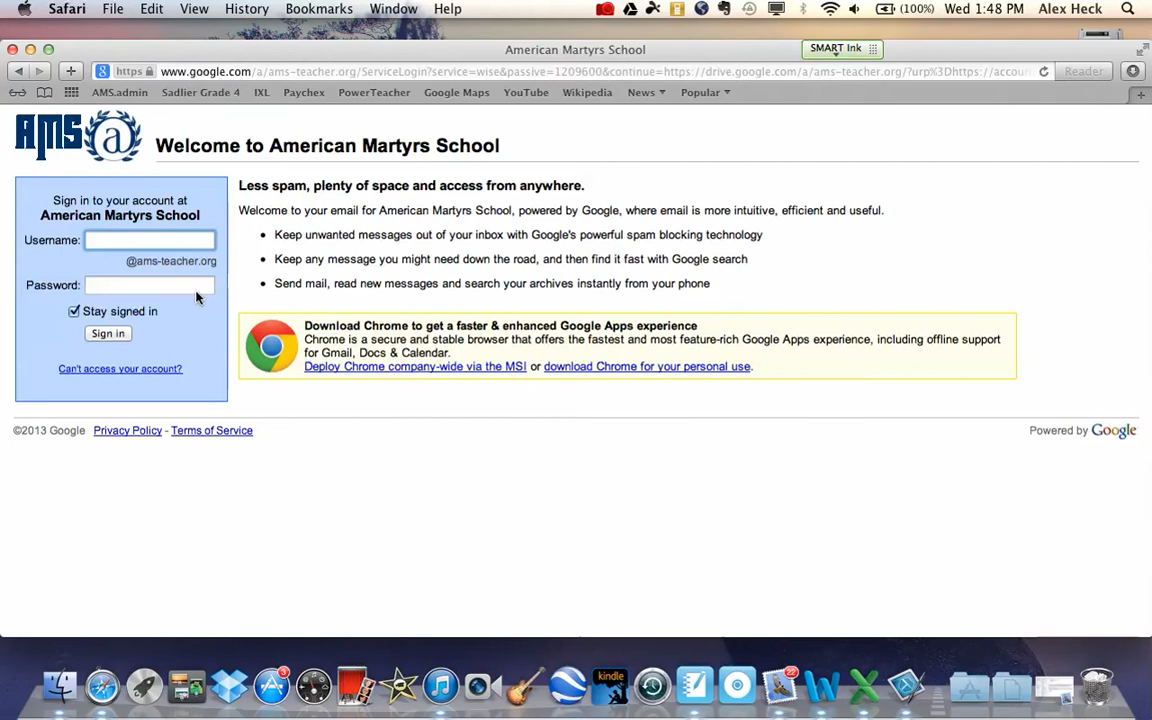 Safari File Edit View History Bookmarks Window Help (100%) Wed 1:48 PM Alex Heck
American Martyrs School SMART Ink
https www.google.com/a/ams-teacher.org/ServiceLogin?service=wise&passive=1209600&continue=https://drive.google.com/a/ams-teacher.org/?urp%3Dhttps://accoun Reader
AMS.admin Sadlier Grade 4 IXL Paychex PowerTeacher Google Maps YouTube Wikipedia News Popular
AMS @ Welcome to American Martyrs School
Sign in to your account at
American Martyrs School
Username:
@ams-teacher.org
Password:
Stay signed in
Sign in
Can't access your account?
Less spam, plenty of space and access from anywhere.
Welcome to your email for American Martyrs School, powered by Google, where email is more intuitive, efficient and useful.
Keep unwanted messages out of your inbox with Google's powerful spam blocking technology
Keep any message you might need down the road, and then find it fast with Google search
Send mail, read new messages and search your archives instantly from your phone
Download Chrome to get a faster & enhanced Google Apps experience
Chrome is a secure and stable browser that offers the fastest and most feature-rich Google Apps experience, including offline support
for Gmail, Docs & Calendar.
Deploy Chrome company-wide via the MSI or download Chrome for your personal use.
©2013 Google Privacy Policy - Terms of Service Powered by Google
3 kindle 22 W X